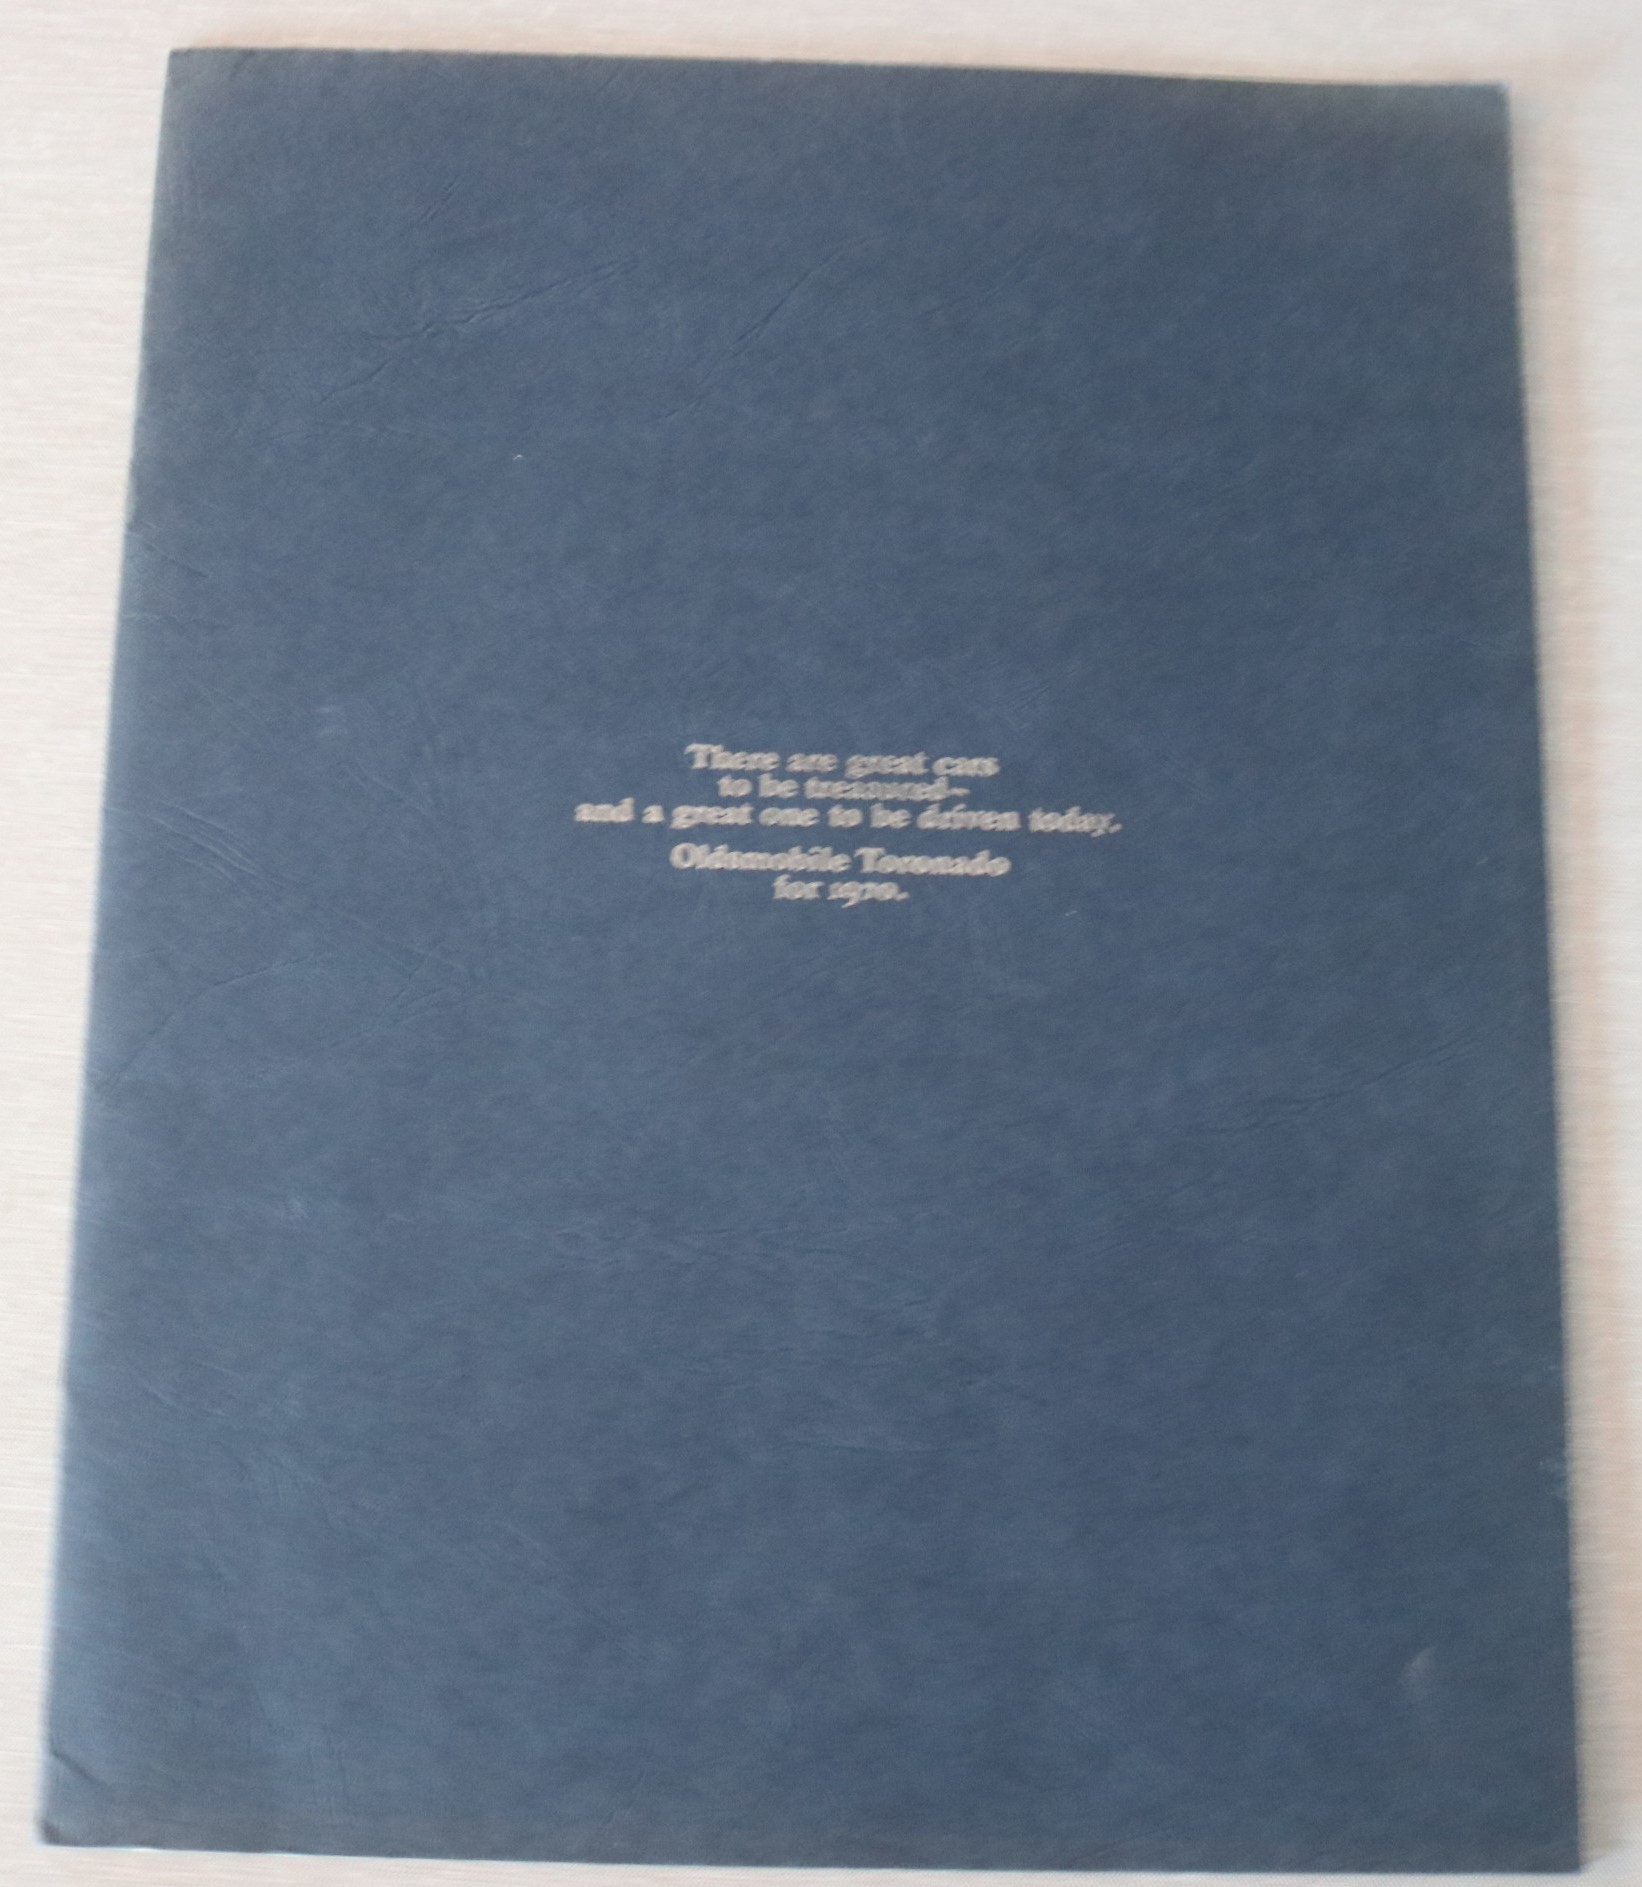 There are great cars
to be treasured—
and a great one to be driven today.
Oldsmobile Toronado
for 1970.